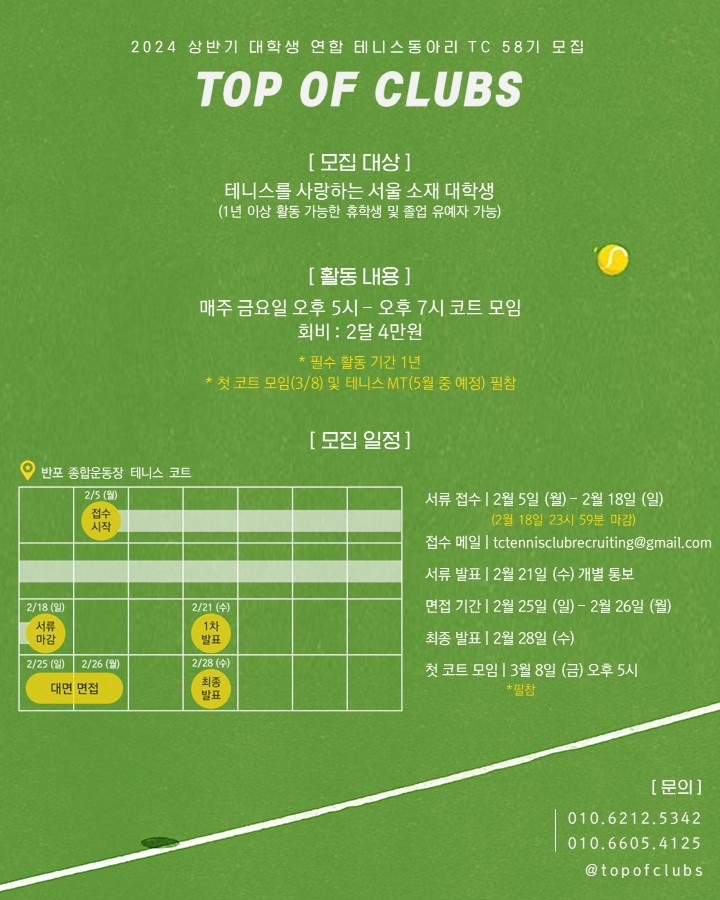 2024 상반기 대학생 연합 테니스동아리 TC 58기 모집
TOP OF CLUBS
[ 모집 대상 ]
테니스를 사랑하는 서울 소재 대학생
(1년 이상 활동 가능한 휴학생 및 졸업 유예자 가능)
[ 활동 내용 ]
매주 금요일 오후 5시 - 오후 7시 코트 모임
회비 : 2달 4만원
* 필수 활동 기간 1년
* 첫 코트 모임(3/8) 및 테니스 MT(5월 중 예정) 필참
[ 모집 일정 ]
반포 종합운동장 테니스 코트
2/5 (월)
접수
시작
2/18 (일)
서류
마감
2/21 (수)
1차
발표
2/25 (일)
2/26 (월)
대면 면접
2/28 (수)
최종
발표
서류 접수 | 2월 5일 (월) - 2월 18일 (일)
(2월 18일 23시 59분 마감)
접수 메일 | tctennisclubrecruiting@gmail.com
서류 발표 | 2월 21일 (수) 개별 통보
면접 기간 | 2월 25일 (일) - 2월 26일 (월)
최종 발표 | 2월 28일 (수)
첫 코트 모임 | 3월 8일 (금) 오후 5시
*필참
[ 문의 ]
010.6212.5342
010.6605.4125
@topofclubs